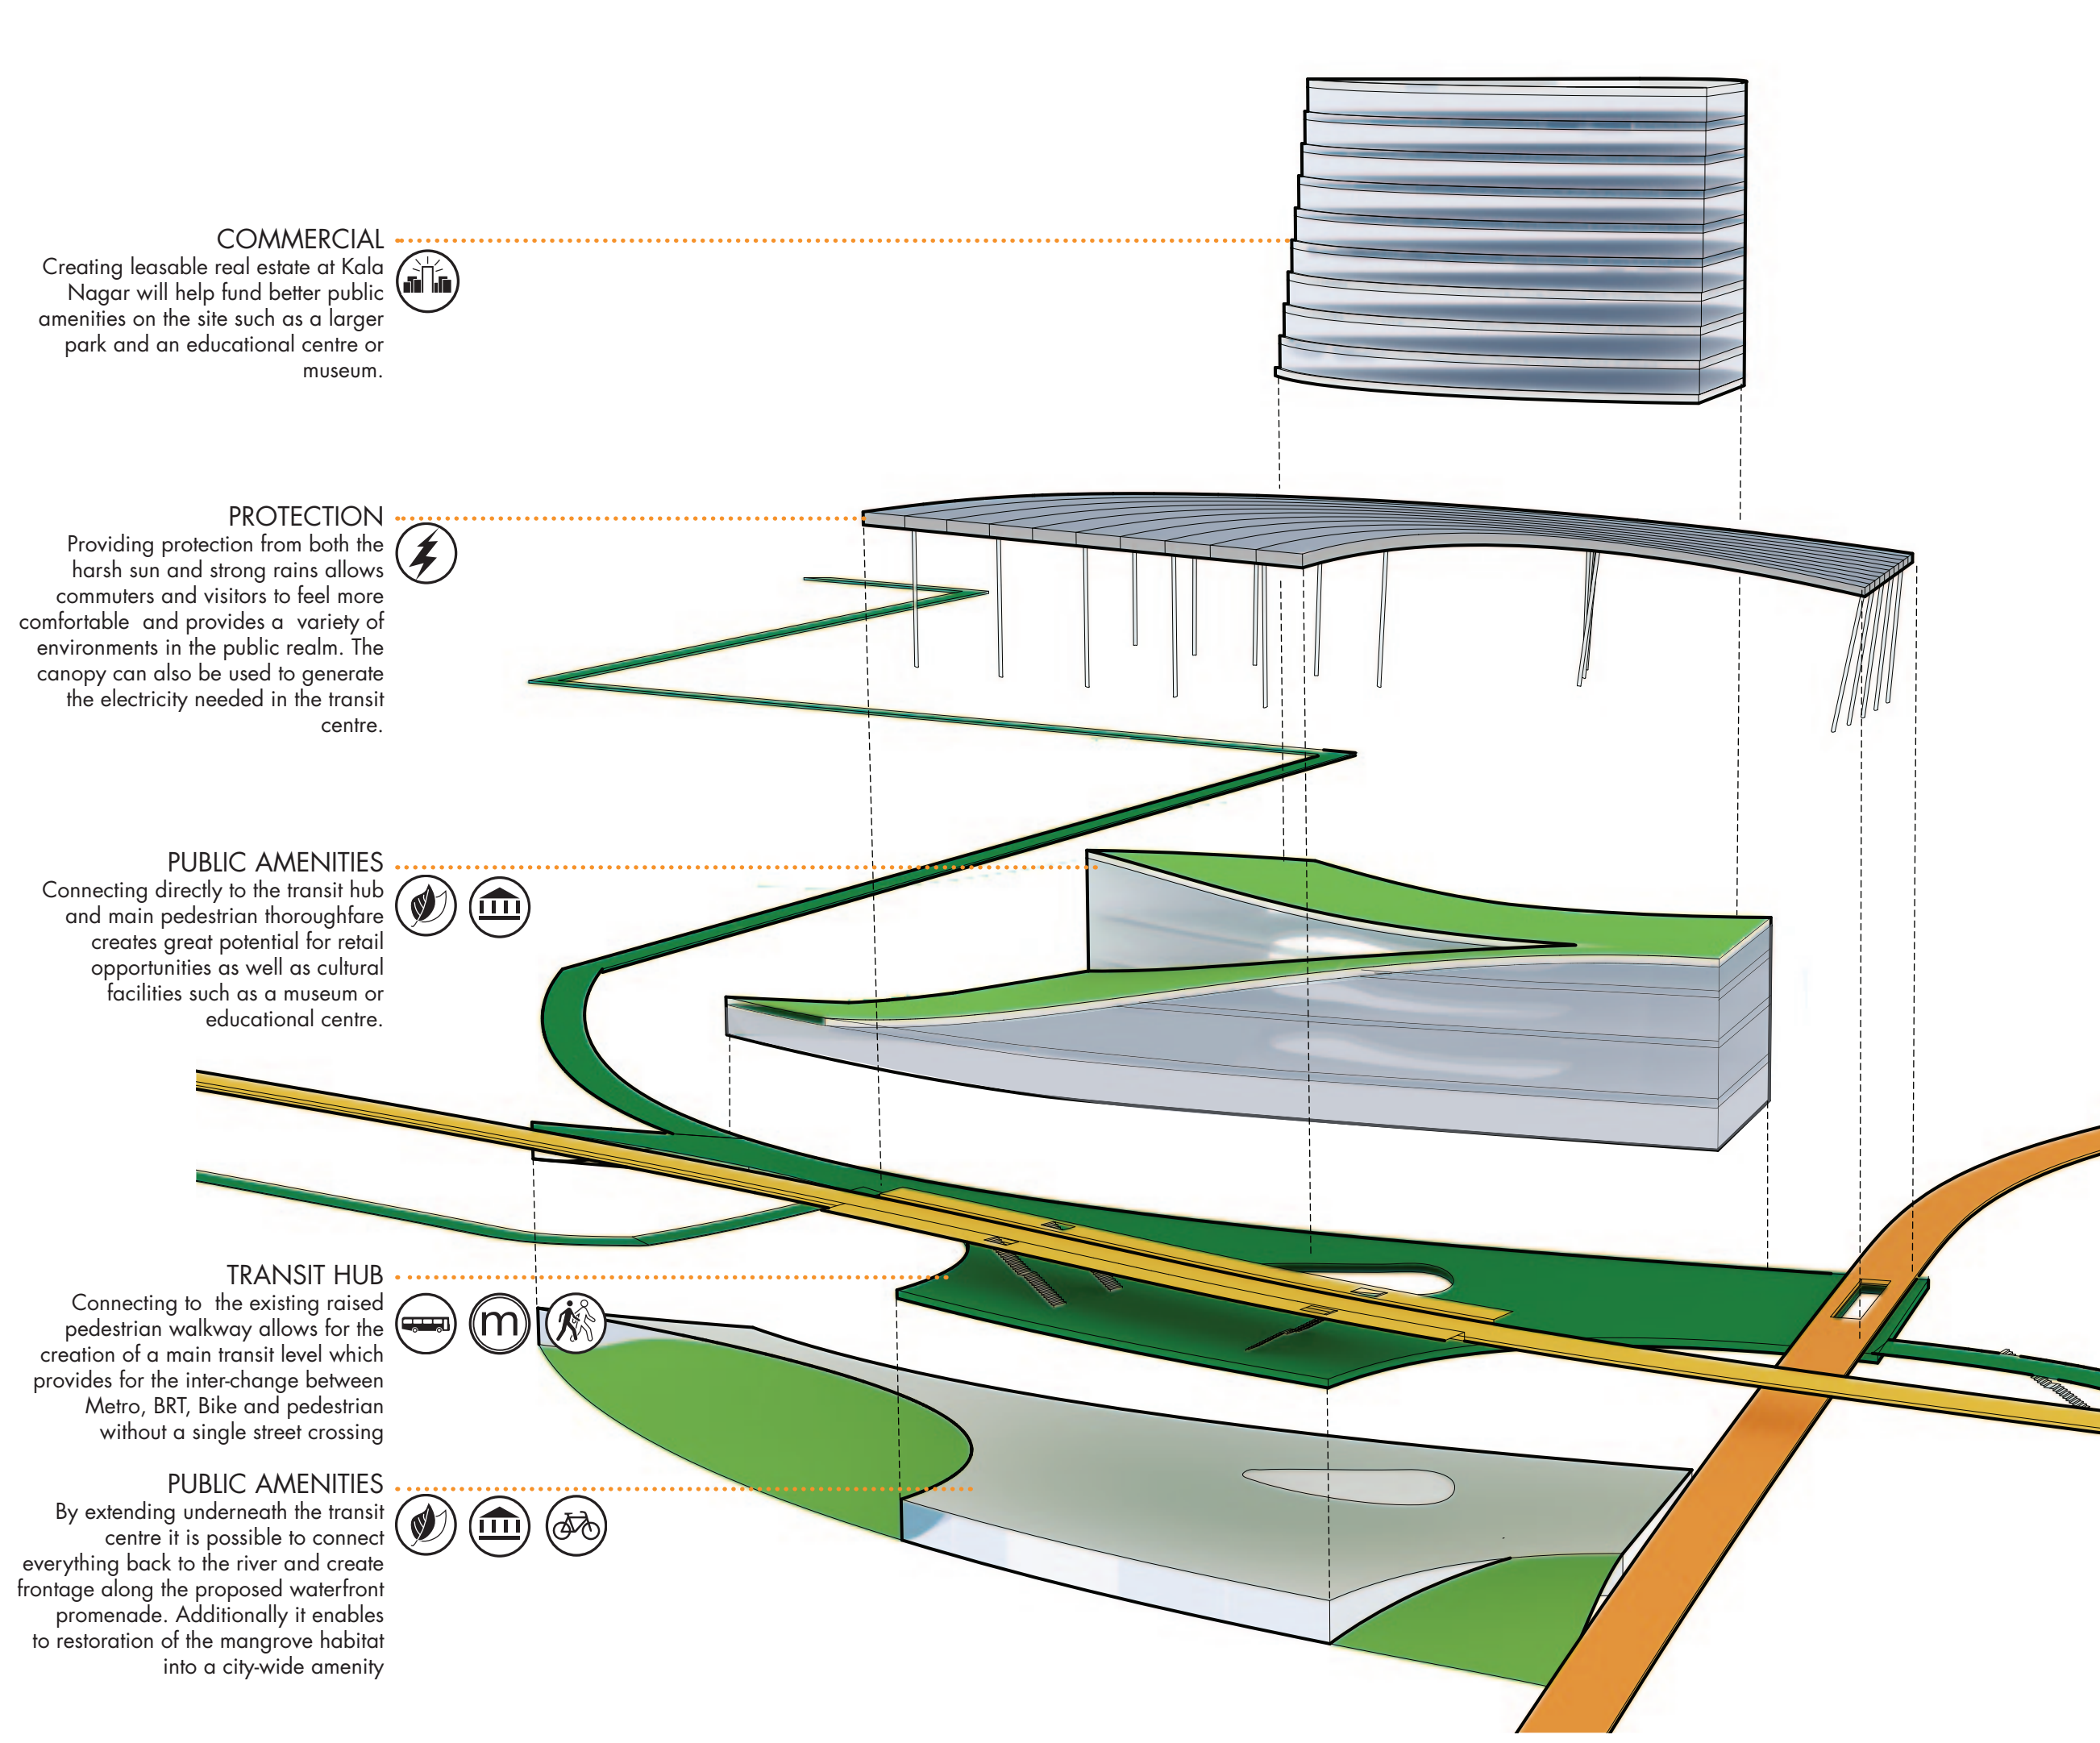 COMMERCIAL
Creating leasable real estate at Kala
Nagar will help fund better public
amenities on the site such as a larger
park and an educational centre or
museum.
PROTECTION
Providing protection from both the
harsh sun and strong rains allows
commuters and visitors to feel more
comfortable  and provides a  variety of
environments in the public realm. The
canopy can also be used to generate
the electricity needed in the transit
centre.
PUBLIC AMENITIES
Connecting directly to the transit hub
and main pedestrian thoroughfare
creates great potential for retail
opportunities as well as cultural
facilities such as a museum or
educational centre.
TRANSIT HUB
Connecting to  the existing raised
pedestrian walkway allows for the
creation of a main transit level which
provides for the inter-change between
Metro, BRT, Bike and pedestrian
without a single street crossing
m
PUBLIC AMENITIES
By extending underneath the transit
centre it is possible to connect
everything back to the river and create
frontage along the proposed waterfront
promenade. Additionally it enables
to restoration of the mangrove habitat
into a city-wide amenity